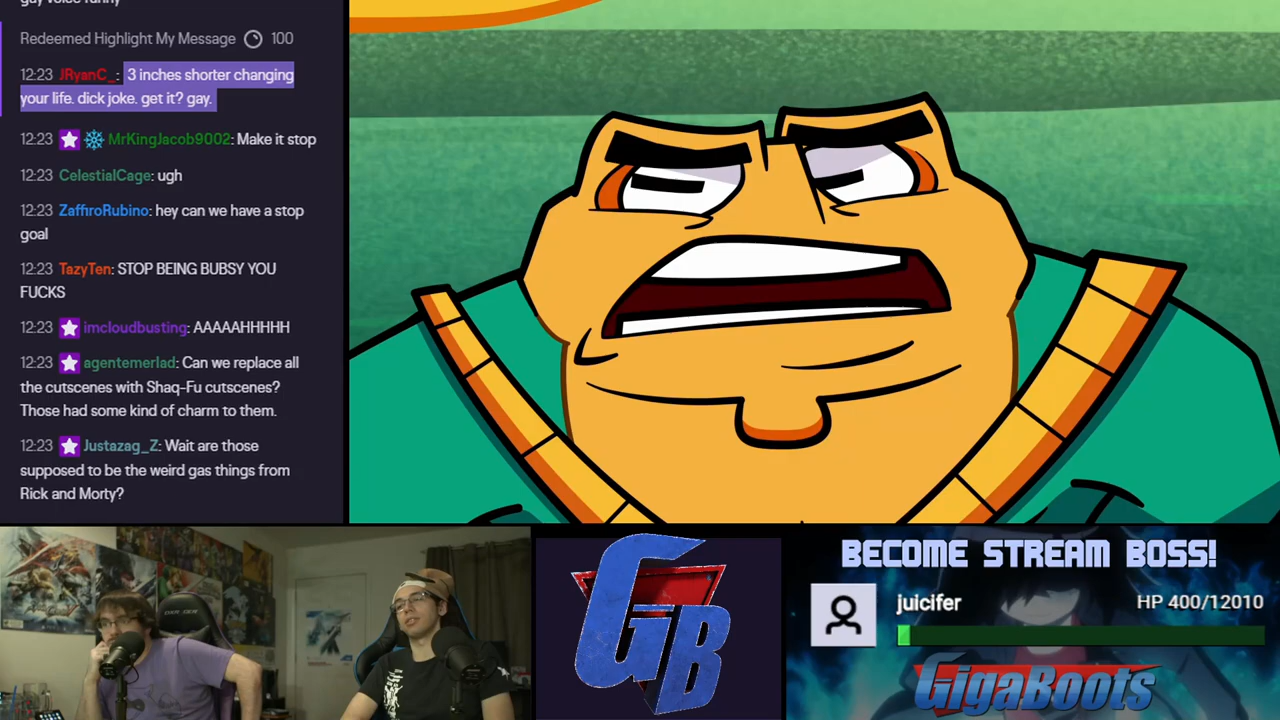 gay voice funny
Redeemed Highlight My Message 100
12:23 JRyanC_: 3 inches shorter changing
your life. dick joke. get it? gay.
12:23 MrKingJacob9002: Make it stop
12:23 CelestialCage: ugh
12:23 ZaffiroRubino: hey can we have a stop
goal
12:23 TazyTen: STOP BEING BUBSY YOU
FUCKS
12:23 imcloudbusting: AAAAAHHHHH
12:23 agentemerlad: Can we replace all
the cutscenes with Shaq-Fu cutscenes?
Those had some kind of charm to them.
12:23 Justazag_Z: Wait are those
supposed to be the weird gas things from
Rick and Morty?
GB
BECOME STREAM BOSS!
juicifer HP 400/12010
GIGABOOTS